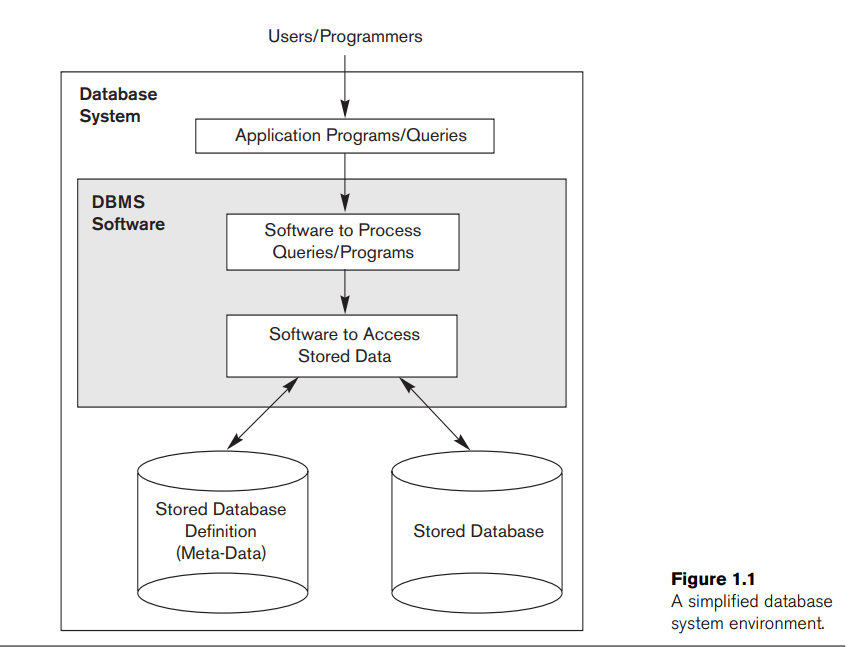 Users/Programmers
Database
System
Application Programs/Queries
DBMS
Software
Software to Process
Queries/Programs
Software to Access
Stored Data
Stored Database
Definition
(Meta-Data)
Stored Database
Figure 1.1
A simplified database
system environment.